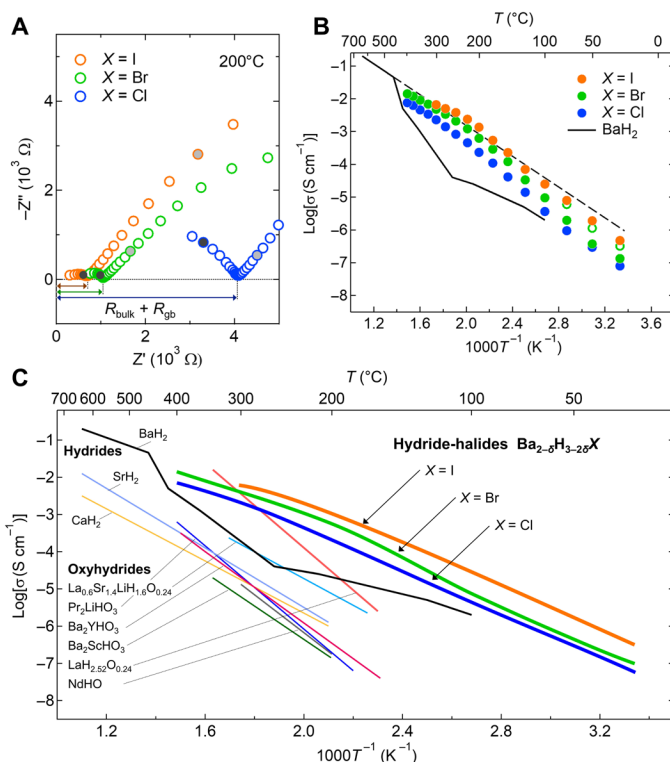 A
X = I
X = Br
X = Cl
200°C
−Z'' (10³ Ω)
4
2
0
R_bulk + R_gb
0 2 4
Z' (10³ Ω)
B
T (°C)
700 500 300 200 100 50 25 0
X = I
X = Br
X = Cl
BaH₂
Log[σ (S cm⁻¹)]
−1
−2
−3
−4
−5
−6
−7
−8
1.2 1.6 2.0 2.4 2.8 3.2 3.6
1000T⁻¹ (K⁻¹)
C
T (°C)
700 600 500 400 300 200 100 50
Hydride-halides Ba₂₋δH₃₋₂δX
Hydrides
BaH₂
SrH₂
CaH₂
X = I
X = Br
X = Cl
Oxyhydrides
La₀.₆Sr₁.₄LiH₁.₆O₀.₂₄
Pr₂LiHO₃
Ba₂YHO₃
Ba₂ScHO₃
LaH₂.₅₂O₀.₂₄
NdHO
Log[σ (S cm⁻¹)]
−1
−2
−3
−4
−5
−6
−7
−8
1.2 1.6 2.0 2.4 2.8 3.2
1000T⁻¹ (K⁻¹)